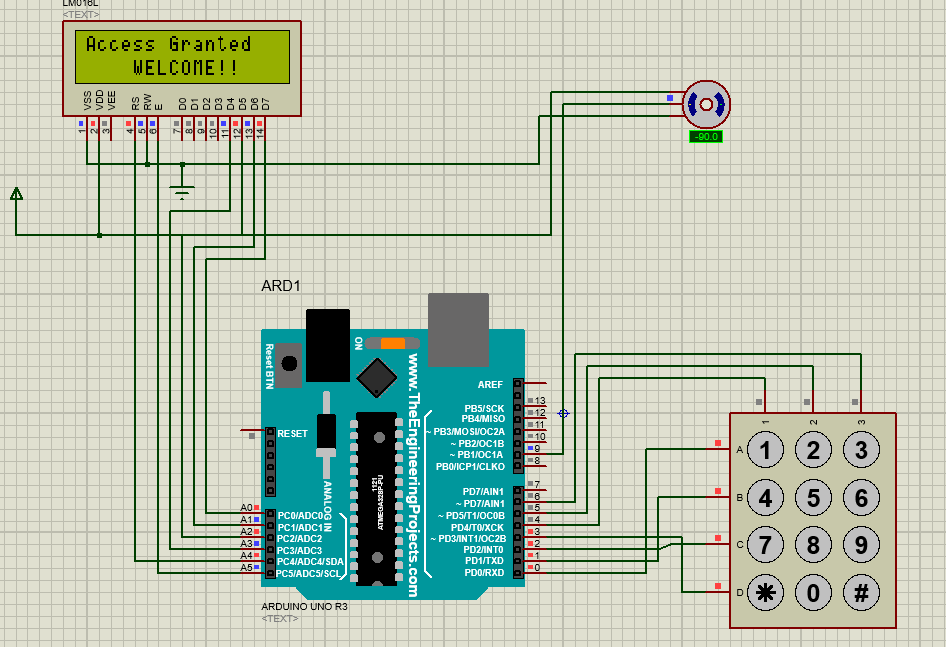 LM016L
<TEXT>
Access Granted
WELCOME!!
VSS VDD VEE RS RW E D0 D1 D2 D3 D4 D5 D6 D7
1 2 3 4 5 6 7 8 9 10 11 12 13 14
-90.0
ARD1
Reset BTN
ON
www.TheEngineeringProjects.com
AREF
PB5/SCK 13
PB4/MISO 12
~ PB3/MOSI/OC2A 11
~ PB2/OC1B 10
~ PB1/OC1A 9
PB0/ICP1/CLKO 8
RESET
1121
ATMEGA328P-PU
ANALOG IN
A0 PC0/ADC0
A1 PC1/ADC1
A2 PC2/ADC2
A3 PC3/ADC3
A4 PC4/ADC4/SDA
A5 PC5/ADC5/SCL
PD7/AIN1 7
~ PD7/AIN1 6
~ PD5/T1/OC0B 5
PD4/T0/XCK 4
~ PD3/INT1/OC2B 3
PD2/INT0 2
PD1/TXD 1
PD0/RXD 0
ARDUINO UNO R3
<TEXT>
1 2 3
A 1 2 3
B 4 5 6
C 7 8 9
D * 0 #